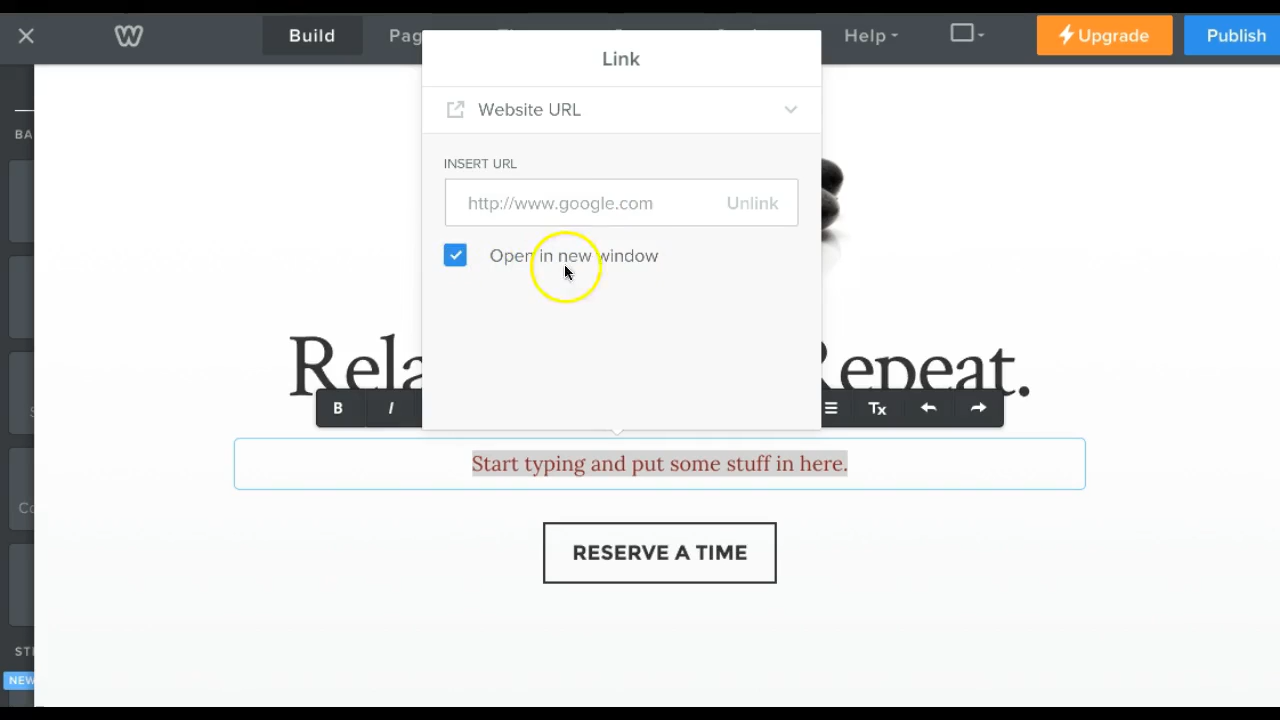 Build
Help
Upgrade
Publish
Link
Website URL
INSERT URL
http://www.google.com Unlink
Open in new window
B I Tx
Start typing and put some stuff in here.
RESERVE A TIME
NEW